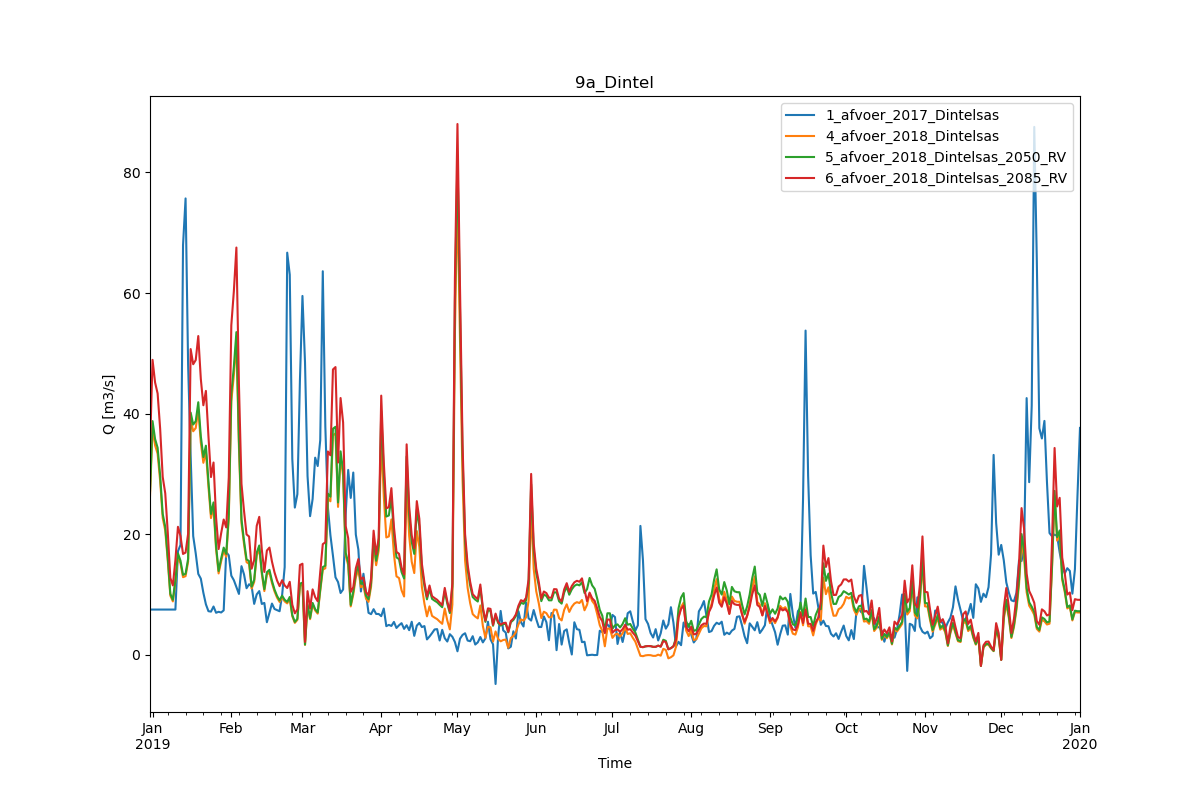 9a_Dintel
1_afvoer_2017_Dintelsas
4_afvoer_2018_Dintelsas
5_afvoer_2018_Dintelsas_2050_RV
6_afvoer_2018_Dintelsas_2085_RV
Q [m3/s]
80
60
40
20
0
Jan Feb Mar Apr May Jun Jul Aug Sep Oct Nov Dec Jan
2019 2020
Time